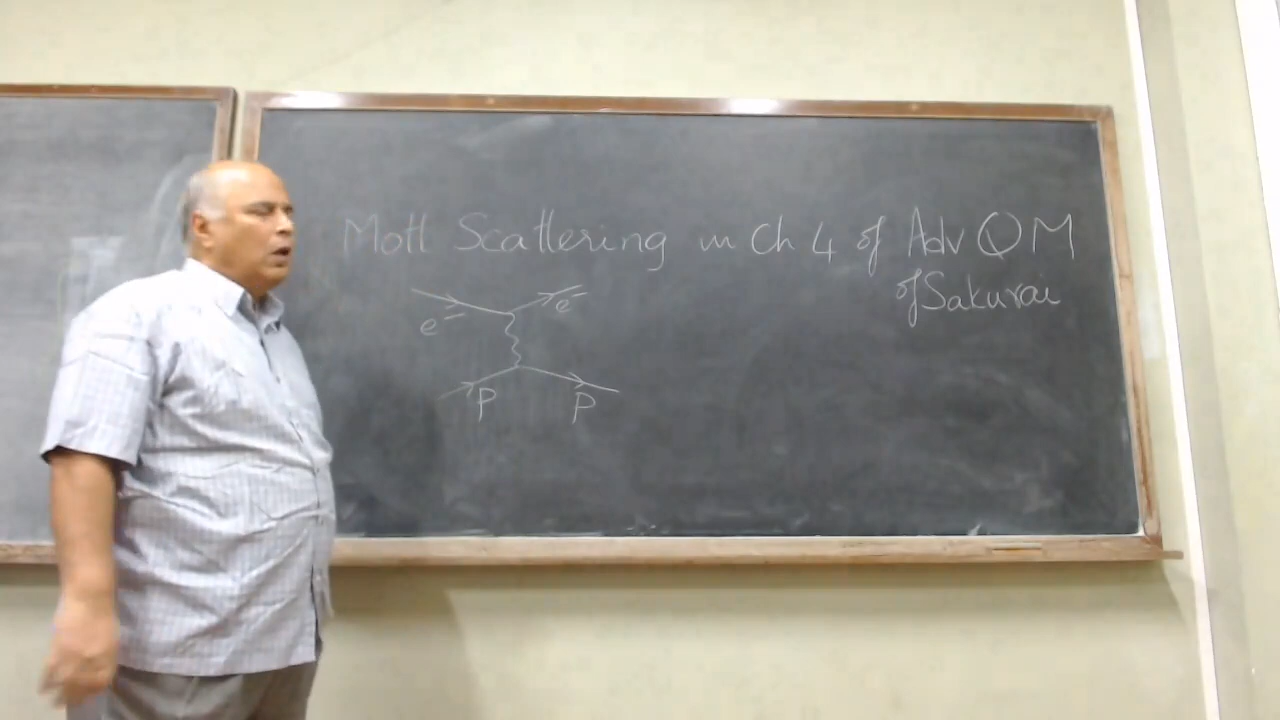 Mott Scattering in Ch 4 of Adv QM
of Sakurai
e⁻ e⁻
P P